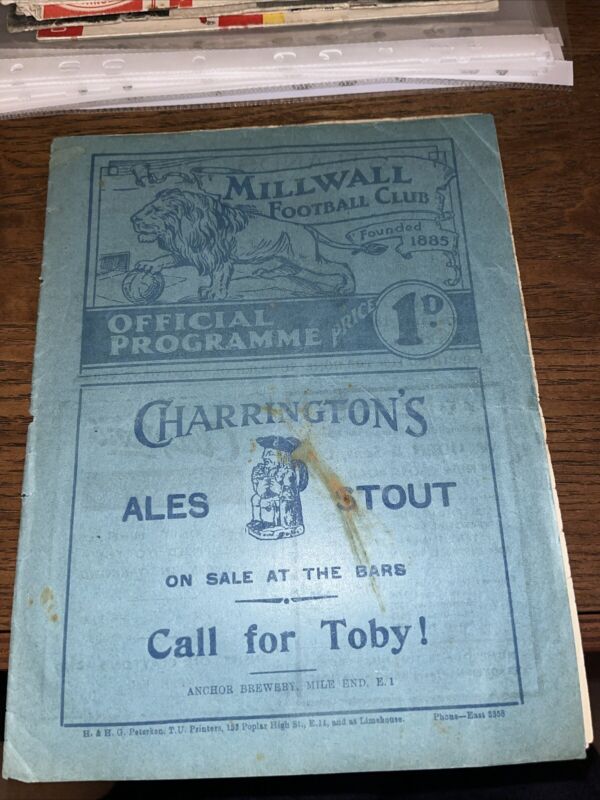 MILLWALL
FOOTBALL CLUB
Founded
1885
OFFICIAL
PROGRAMME
PRICE
1D.
CHARRINGTON'S
ALES STOUT
ON SALE AT THE BARS
Call for Toby!
ANCHOR BREWERY, MILE END, E.1
H. & H. G. Peterken, T.U. Printers, 133 Poplar High St., E.14, and at Limehouse. Phone—East 3358